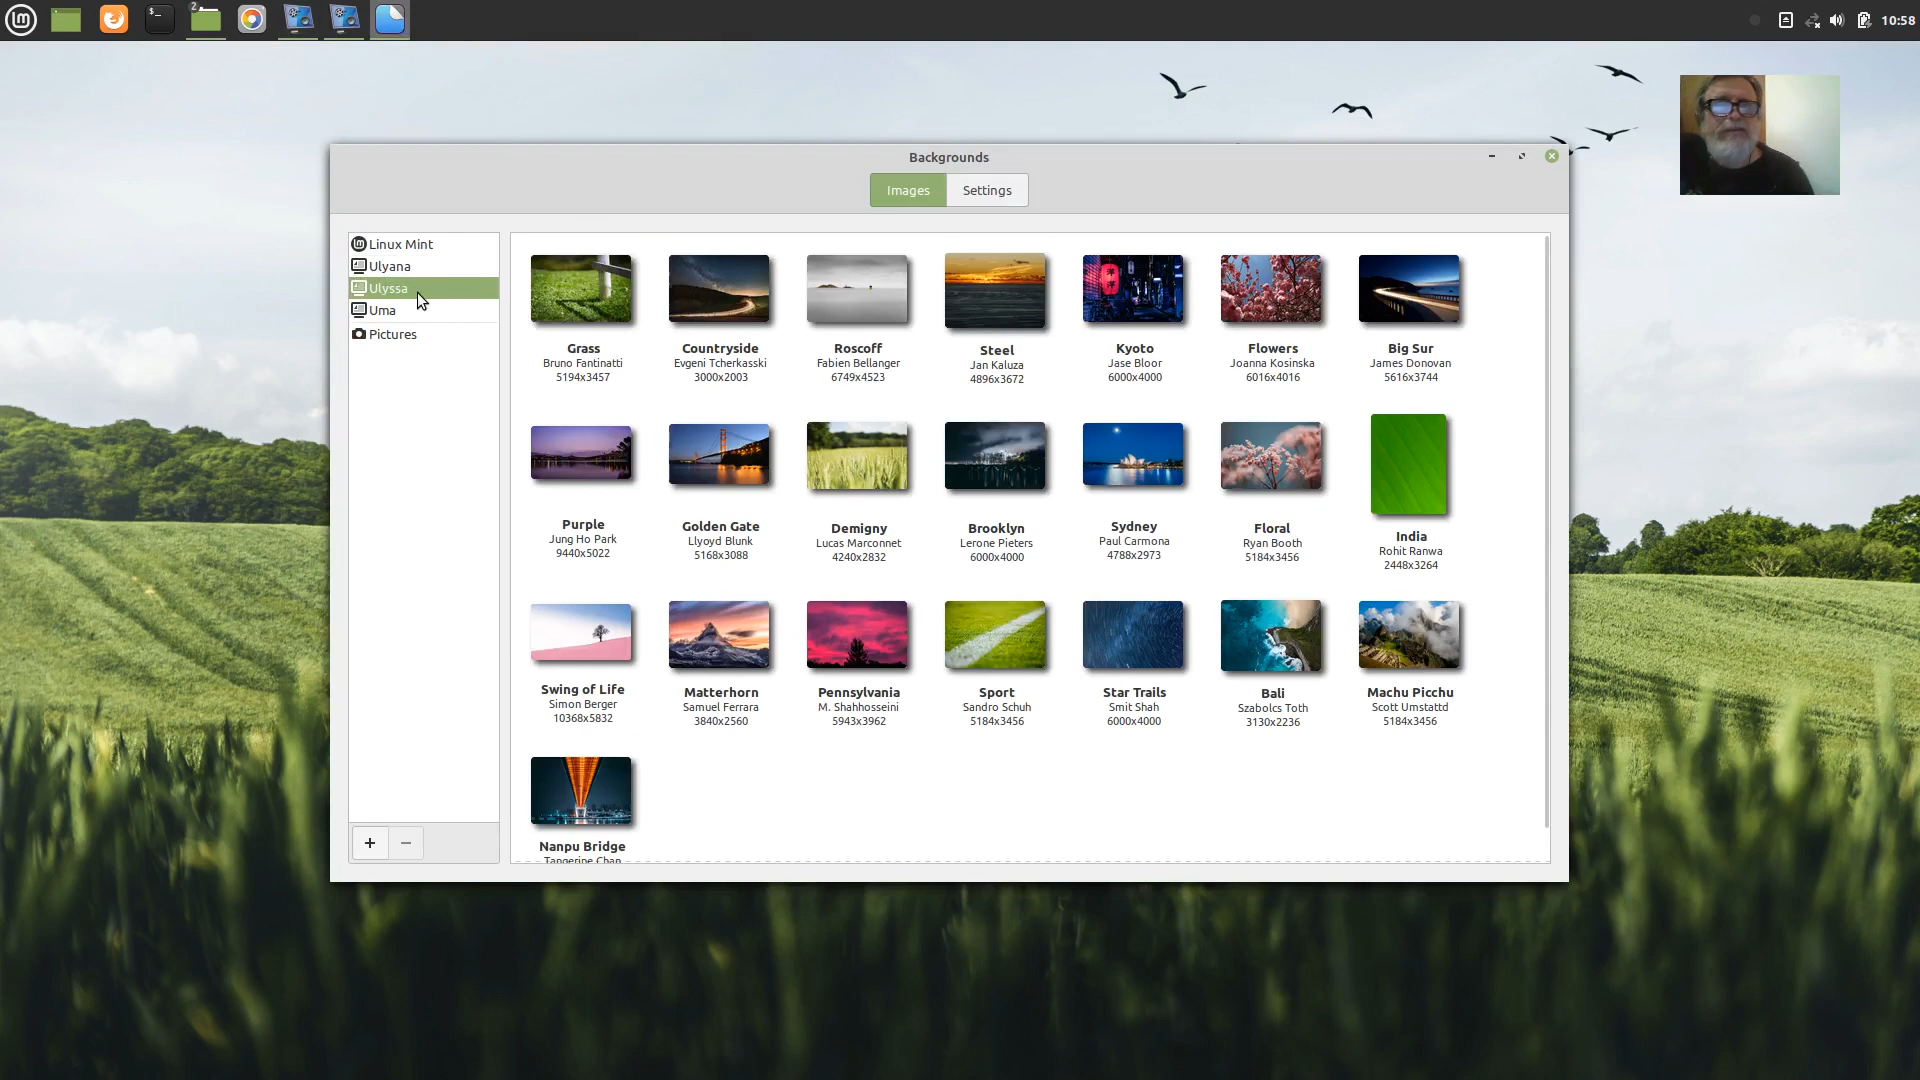 2
10:58
Backgrounds
Images
Settings
Linux Mint
Ulyana
Ulyssa
Uma
Pictures
Grass
Bruno Fantinatti
5194x3457
Countryside
Evgeni Tcherkasski
3000x2003
Roscoff
Fabien Bellanger
6749x4523
Steel
Jan Kaluza
4896x3672
Kyoto
Jase Bloor
6000x4000
Flowers
Joanna Kosinska
6016x4016
Big Sur
James Donovan
5616x3744
Purple
Jung Ho Park
9440x5022
Golden Gate
Llyoyd Blunk
5168x3088
Demigny
Lucas Marconnet
4240x2832
Brooklyn
Lerone Pieters
6000x4000
Sydney
Paul Carmona
4788x2973
Floral
Ryan Booth
5184x3456
India
Rohit Ranwa
2448x3264
Swing of Life
Simon Berger
10368x5832
Matterhorn
Samuel Ferrara
3840x2560
Pennsylvania
M. Shahhosseini
5943x3962
Sport
Sandro Schuh
5184x3456
Star Trails
Smit Shah
6000x4000
Bali
Szabolcs Toth
3130x2236
Machu Picchu
Scott Umstattd
5184x3456
Nanpu Bridge
Tangerine Chan